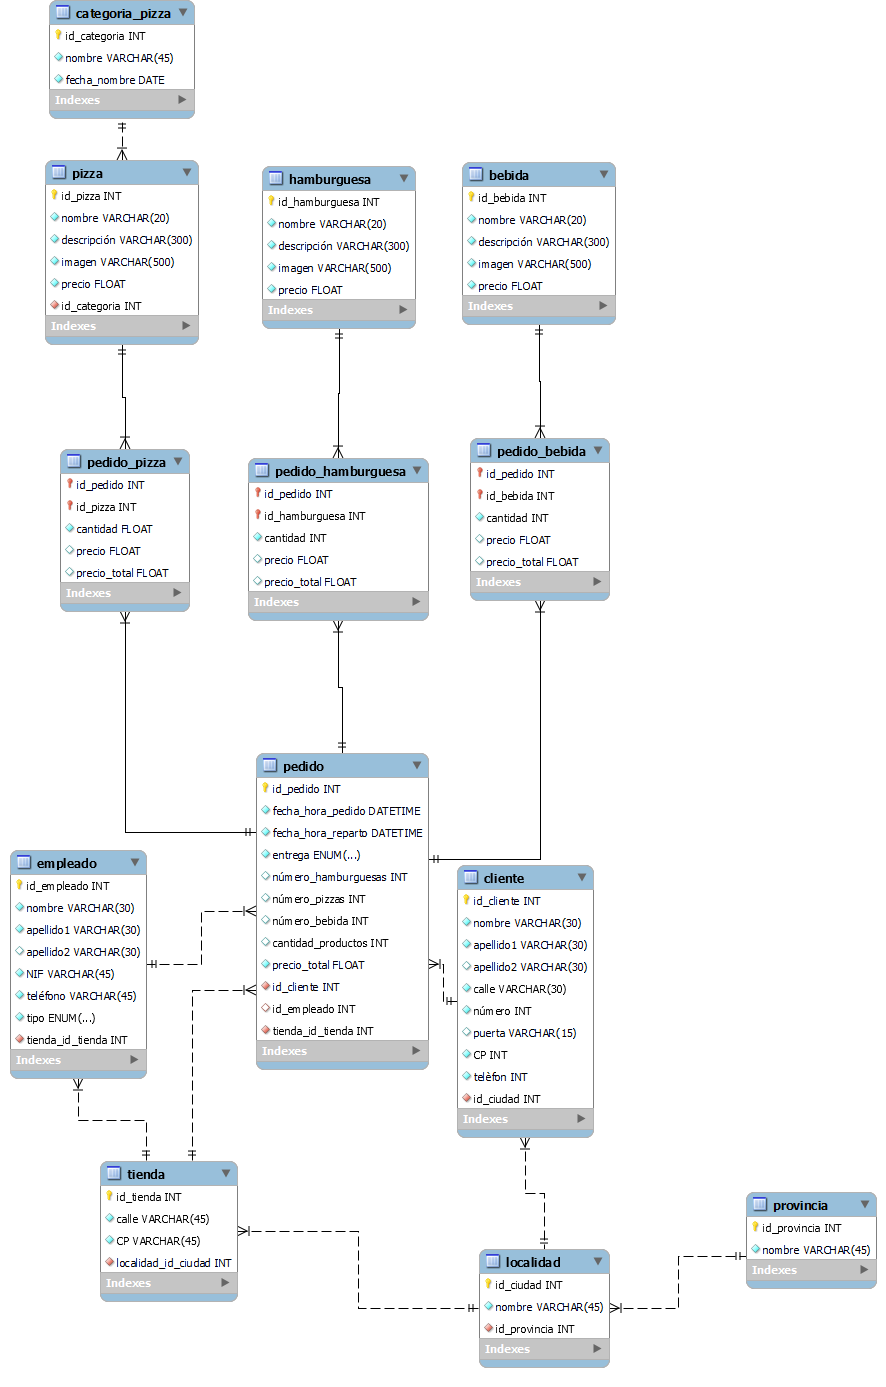 categoria_pizza
id_categoria INT
nombre VARCHAR(45)
fecha_nombre DATE
Indexes
pizza
id_pizza INT
nombre VARCHAR(20)
descripción VARCHAR(300)
imagen VARCHAR(500)
precio FLOAT
id_categoria INT
Indexes
hamburguesa
id_hamburguesa INT
nombre VARCHAR(20)
descripción VARCHAR(300)
imagen VARCHAR(500)
precio FLOAT
Indexes
bebida
id_bebida INT
nombre VARCHAR(20)
descripción VARCHAR(300)
imagen VARCHAR(500)
precio FLOAT
Indexes
pedido_pizza
id_pedido INT
id_pizza INT
cantidad FLOAT
precio FLOAT
precio_total FLOAT
Indexes
pedido_hamburguesa
id_pedido INT
id_hamburguesa INT
cantidad INT
precio FLOAT
precio_total FLOAT
Indexes
pedido_bebida
id_pedido INT
id_bebida INT
cantidad INT
precio FLOAT
precio_total FLOAT
Indexes
pedido
id_pedido INT
fecha_hora_pedido DATETIME
fecha_hora_reparto DATETIME
entrega ENUM(...)
número_hamburguesas INT
número_pizzas INT
número_bebida INT
cantidad_productos INT
precio_total FLOAT
id_cliente INT
id_empleado INT
tienda_id_tienda INT
Indexes
empleado
id_empleado INT
nombre VARCHAR(30)
apellido1 VARCHAR(30)
apellido2 VARCHAR(30)
NIF VARCHAR(45)
teléfono VARCHAR(45)
tipo ENUM(...)
tienda_id_tienda INT
Indexes
cliente
id_cliente INT
nombre VARCHAR(30)
apellido1 VARCHAR(30)
apellido2 VARCHAR(30)
calle VARCHAR(30)
número INT
puerta VARCHAR(15)
CP INT
telèfon INT
id_ciudad INT
Indexes
tienda
id_tienda INT
calle VARCHAR(45)
CP VARCHAR(45)
localidad_id_ciudad INT
Indexes
localidad
id_ciudad INT
nombre VARCHAR(45)
id_provincia INT
Indexes
provincia
id_provincia INT
nombre VARCHAR(45)
Indexes